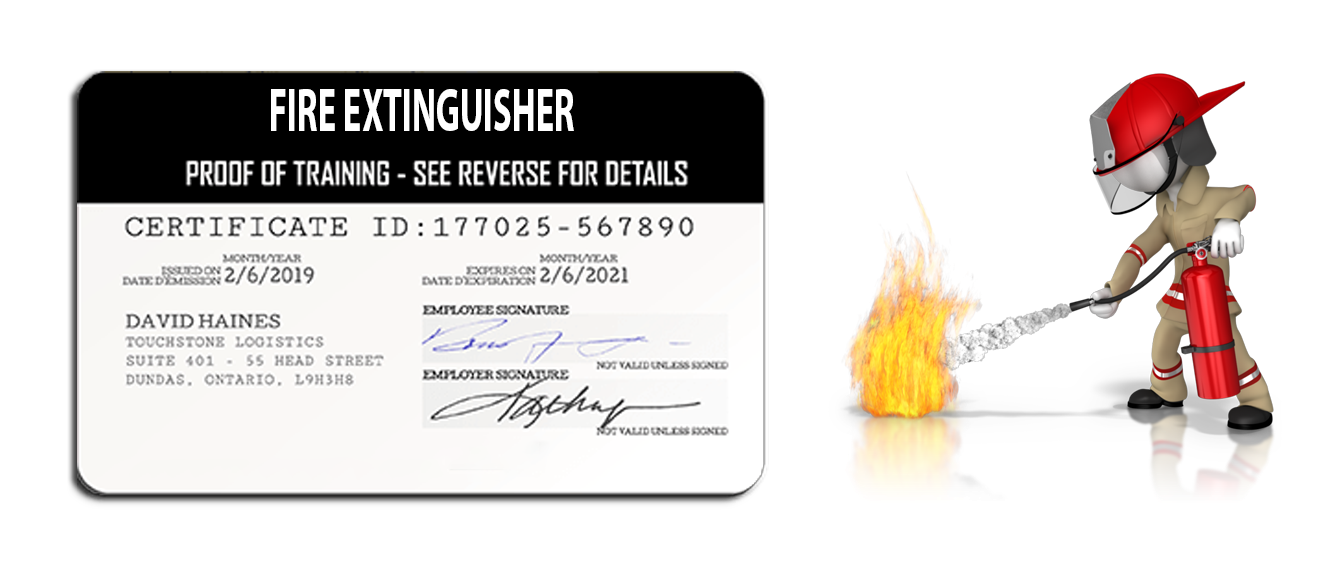 FIRE EXTINGUISHER
PROOF OF TRAINING - SEE REVERSE FOR DETAILS
CERTIFICATE ID:177025-567890
MONTH/YEAR
ISSUED ON
DATE D'EMISSION 2/6/2019
MONTH/YEAR
EXPIRES ON
DATE D'EXPIRATION 2/6/2021
DAVID HAINES
TOUCHSTONE LOGISTICS
SUITE 401 - 55 HEAD STREET
DUNDAS, ONTARIO, L9H3H8
EMPLOYEE SIGNATURE
NOT VALID UNLESS SIGNED
EMPLOYER SIGNATURE
NOT VALID UNLESS SIGNED